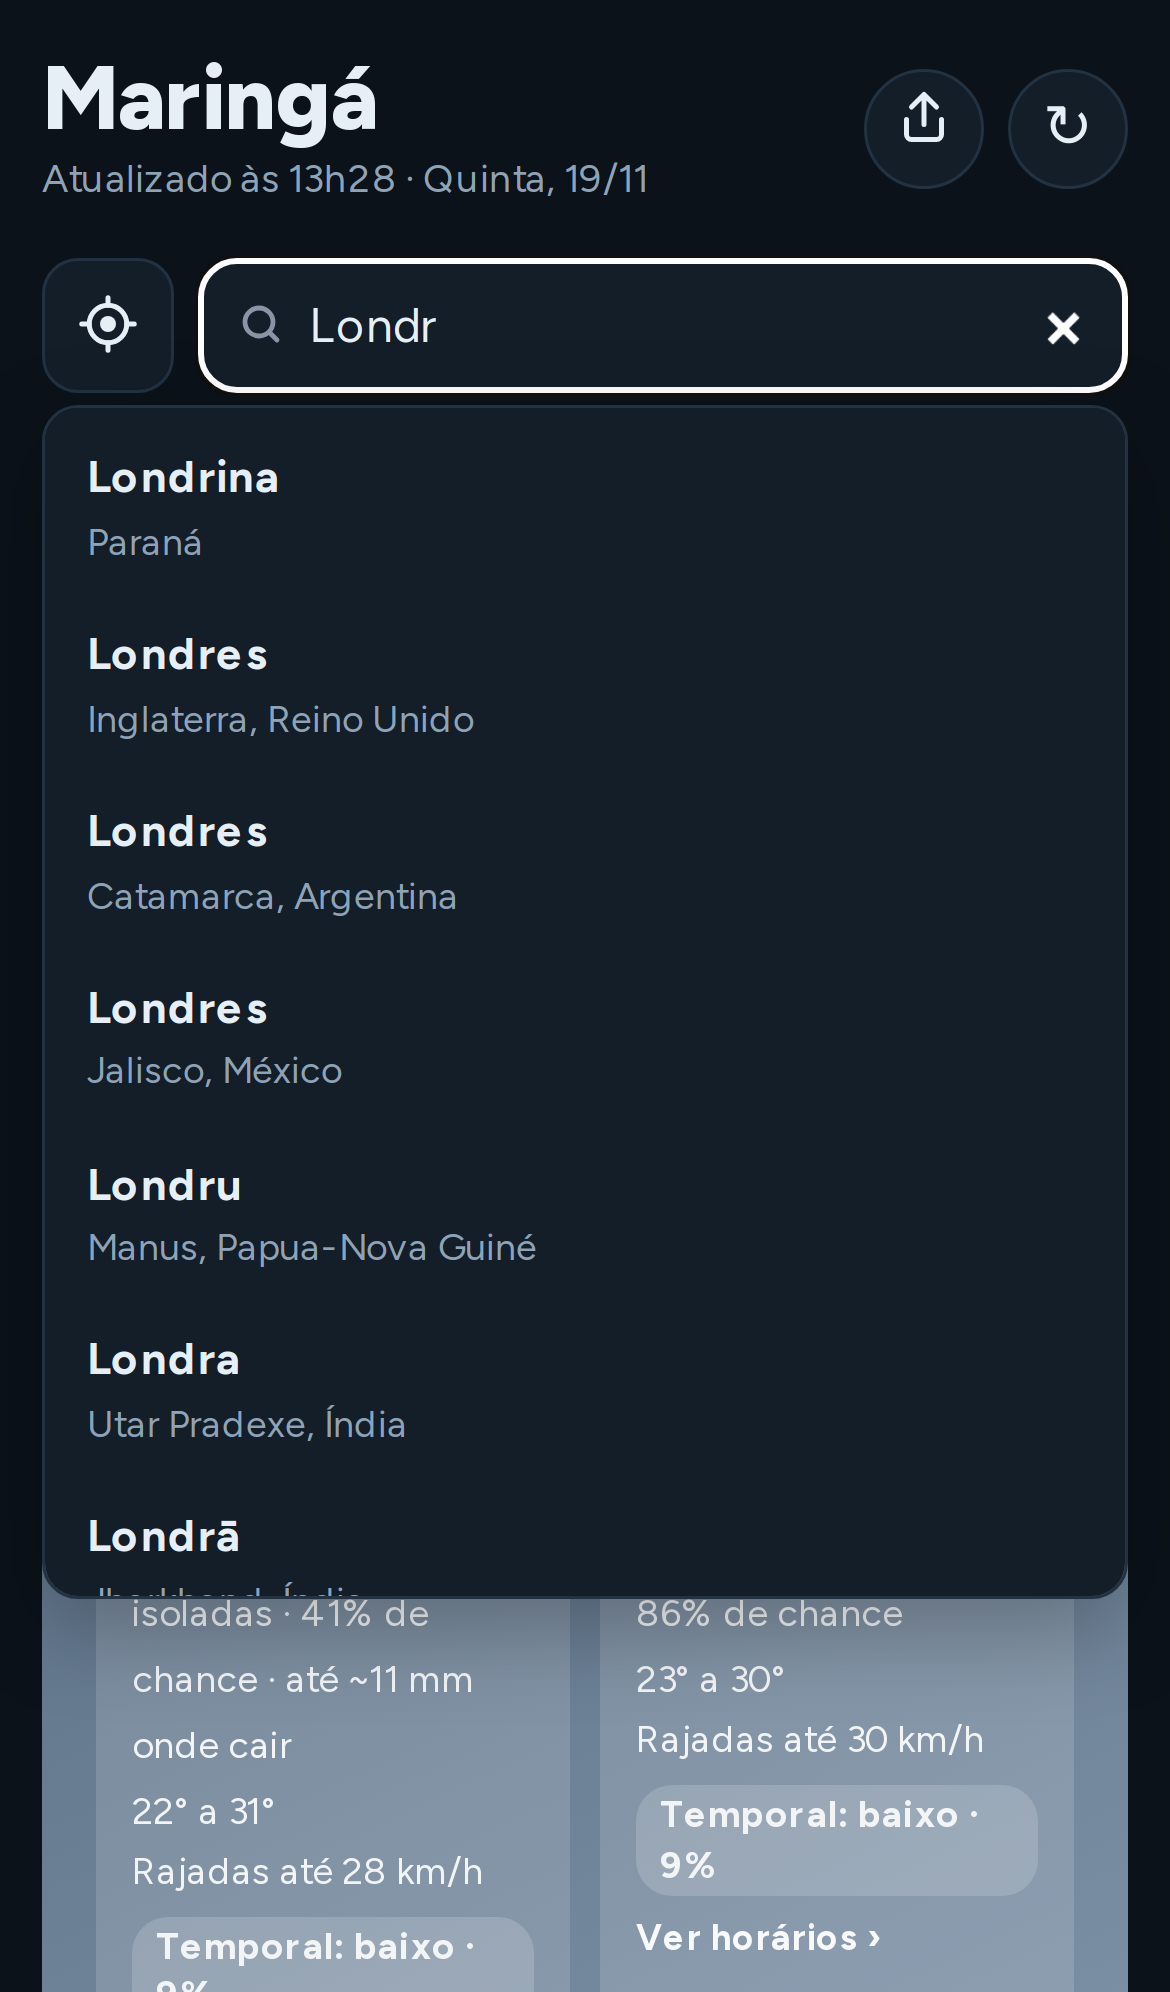 Maringá
Atualizado às 13h28 · Quinta, 19/11
Londr
Londrina
Paraná
Londres
Inglaterra, Reino Unido
Londres
Catamarca, Argentina
Londres
Jalisco, México
Londru
Manus, Papua-Nova Guiné
Londra
Utar Pradexe, Índia
Londrā
Jharkhand, Índia
isoladas · 41% de
chance · até ~11 mm
onde cair
22° a 31°
Rajadas até 28 km/h
Temporal: baixo ·
9%
86% de chance
23° a 30°
Rajadas até 30 km/h
Temporal: baixo ·
9%
Ver horários ›